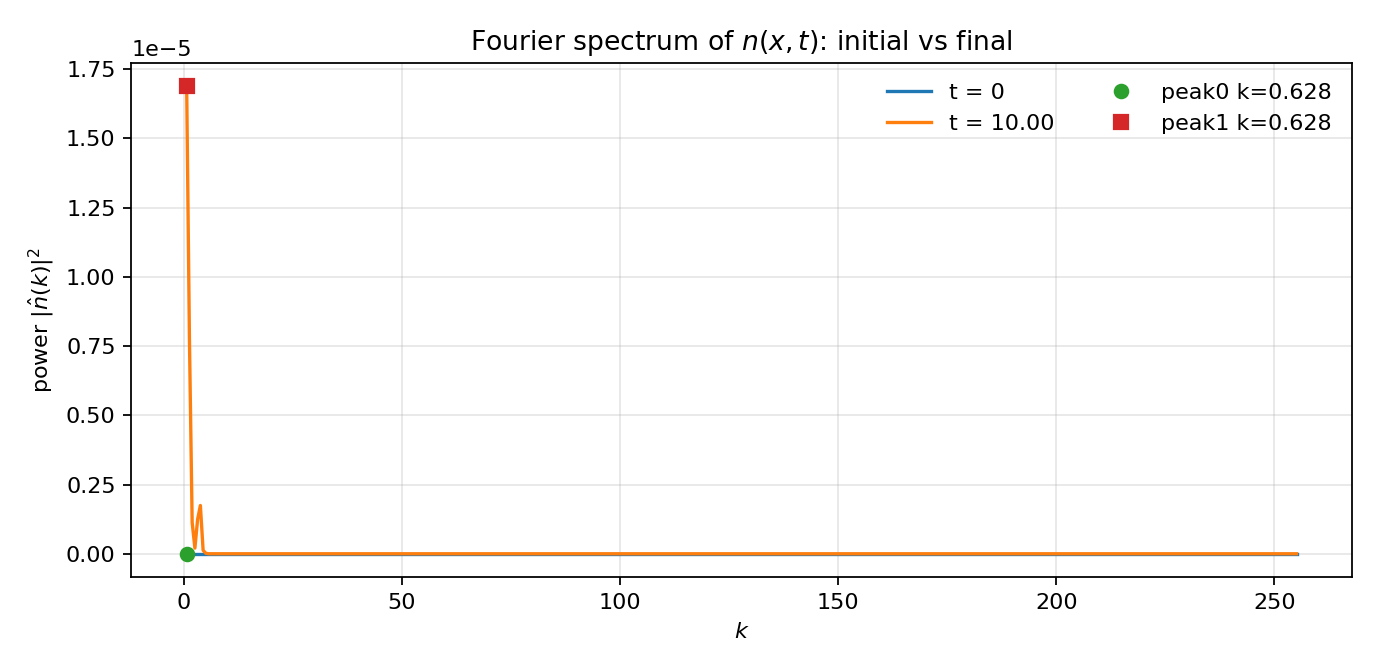 Fourier spectrum of n(x, t): initial vs final
1e−5
1.75
1.50
1.25
1.00
0.75
0.50
0.25
0.00
power |n̂(k)|²
t = 0
t = 10.00
peak0 k=0.628
peak1 k=0.628
0 50 100 150 200 250
k